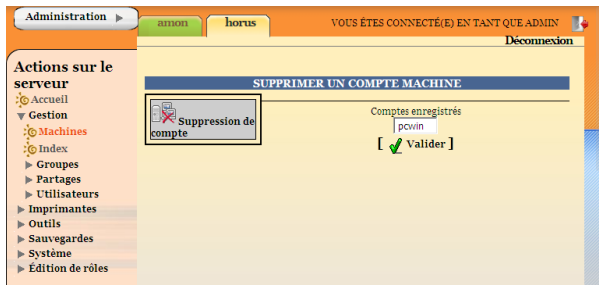 Administration
amon
horus
VOUS ÊTES CONNECTÉ(E) EN TANT QUE ADMIN
Déconnexion
Actions sur le
serveur
Accueil
Gestion
Machines
Index
Groupes
Partages
Utilisateurs
Imprimantes
Outils
Sauvegardes
Système
Édition de rôles
SUPPRIMER UN COMPTE MACHINE
Suppression de
compte
Comptes enregistrés
pcwin
[ Valider ]